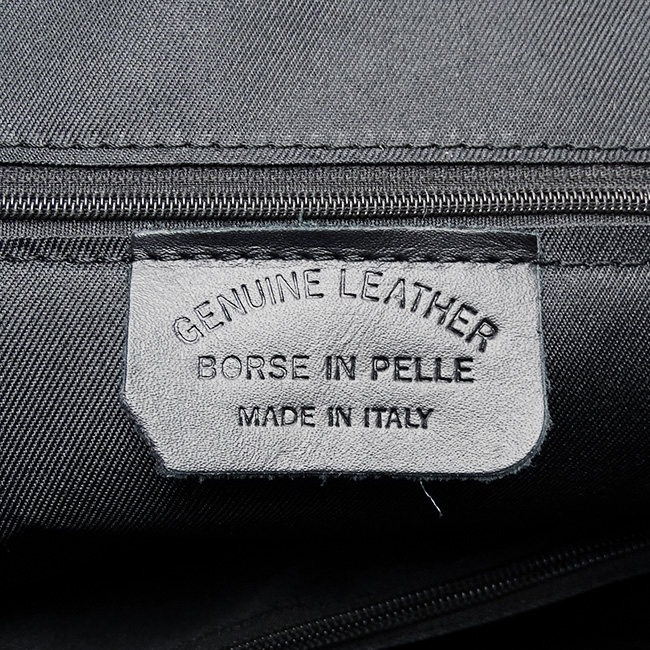 GENUINE LEATHER
BORSE IN PELLE
MADE IN ITALY